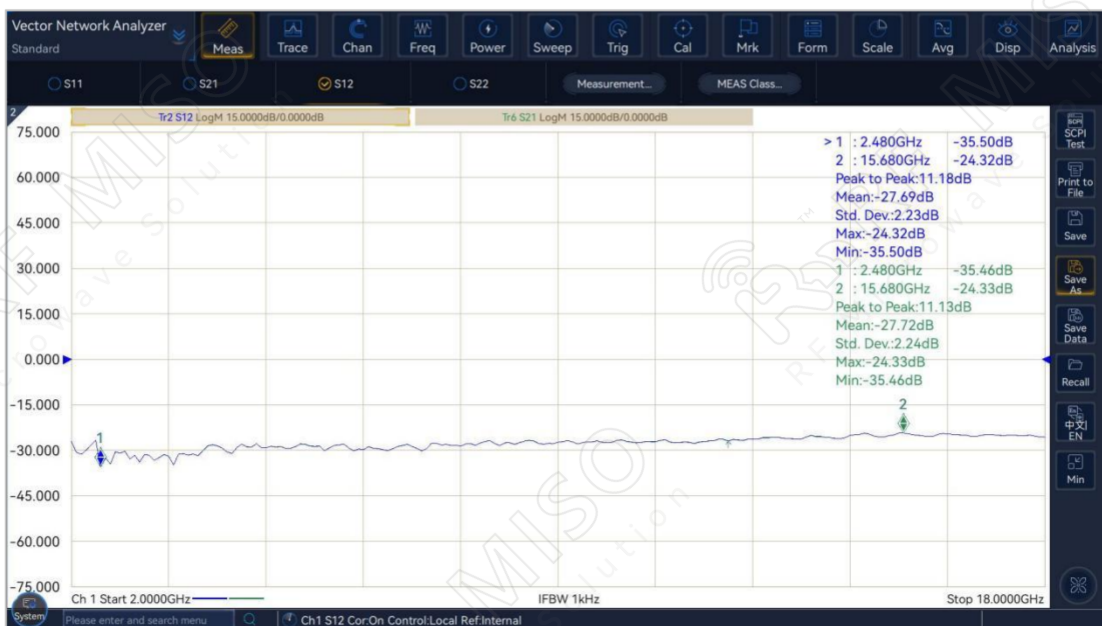 Vector Network Analyzer
Standard
Meas
Trace
Chan
Freq
Power
Sweep
Trig
Cal
Mrk
Form
Scale
Avg
Disp
Analysis
S11
S21
S12
S22
Measurement...
MEAS Class...
2
Tr2 S12 LogM 15.0000dB/0.0000dB
Tr6 S21 LogM 15.0000dB/0.0000dB
75.000
60.000
45.000
30.000
15.000
0.000
-15.000
-30.000
-45.000
-60.000
-75.000
> 1 : 2.480GHz -35.50dB
2 : 15.680GHz -24.32dB
Peak to Peak:11.18dB
Mean:-27.69dB
Std. Dev.:2.23dB
Max:-24.32dB
Min:-35.50dB
1 : 2.480GHz -35.46dB
2 : 15.680GHz -24.33dB
Peak to Peak:11.13dB
Mean:-27.72dB
Std. Dev.:2.24dB
Max:-24.33dB
Min:-35.46dB
1
2
SCPI
SCPI
Test
Print to
File
Save
Save
As
Save
Data
Recall
中文|
EN
Min
Ch 1 Start 2.0000GHz
IFBW 1kHz
Stop 18.0000GHz
System
Please enter and search menu
Ch1 S12 Cor:On Control:Local Ref:Internal
RF MISO
MISO